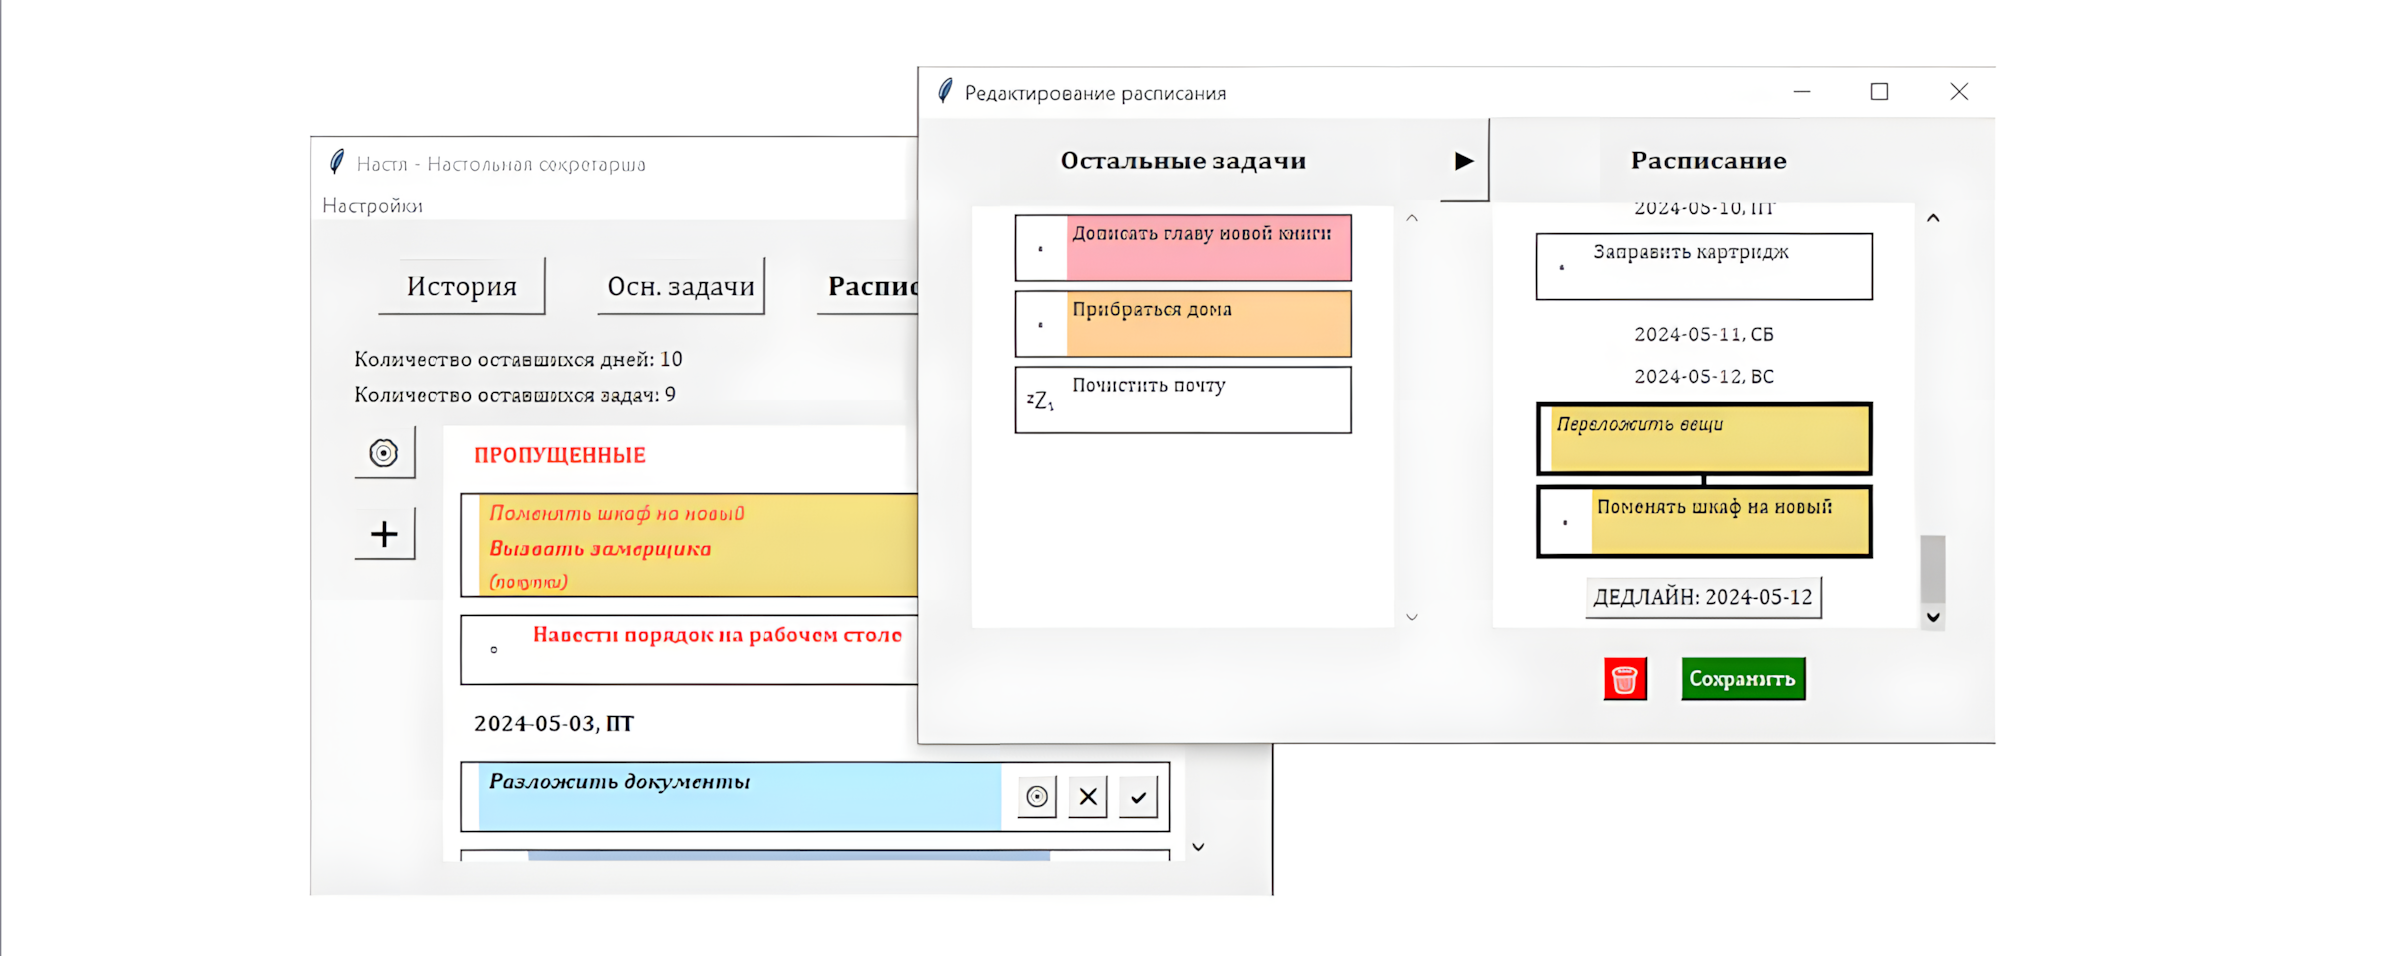 Настя - Настольная секретарша
Настройки
История
Осн. задачи
Распис
Количество оставшихся дней: 10
Количество оставшихся задач: 9
ПРОПУЩЕННЫЕ
Поменять шкаф на новый
Вызвать замерщика
(покупки)
Навести порядок на рабочем столе
2024-05-03, ПТ
Разложить документы
Редактирование расписания
Остальные задачи
Дописать главу новой книги
Прибраться дома
zZ
Почистить почту
Расписание
2024-05-10, ПТ
Заправить картридж
2024-05-11, СБ
2024-05-12, ВС
Переложить вещи
Поменять шкаф на новый
ДЕДЛАЙН: 2024-05-12
Сохранить